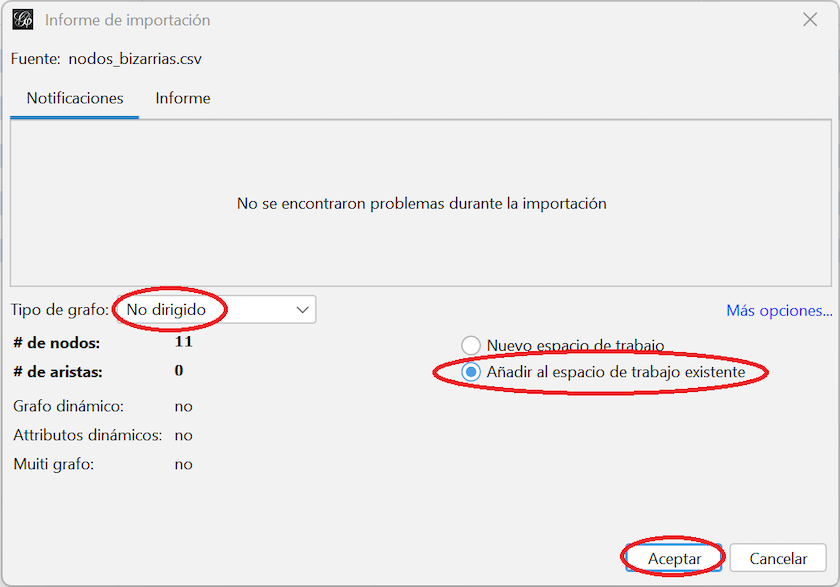 Informe de importación
Fuente: nodos_bizarrias.csv
Notificaciones Informe
No se encontraron problemas durante la importación
Tipo de grafo: No dirigido
Más opciones...
# de nodos: 11
Nuevo espacio de trabajo
# de aristas: 0
Añadir al espacio de trabajo existente
Grafo dinámico: no
Attributos dinámicos: no
Muiti grafo: no
Aceptar Cancelar